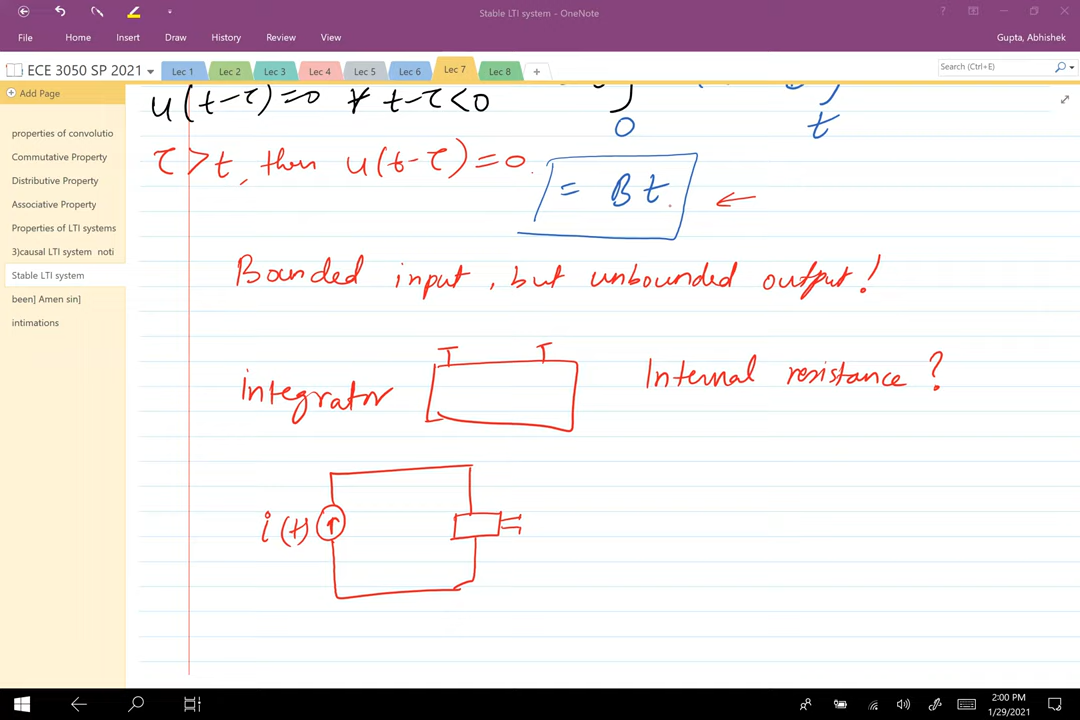 Stable LTI system - OneNote
?
File Home Insert Draw History Review View
Gupta, Abhishek
ECE 3050 SP 2021
Lec 1 Lec 2 Lec 3 Lec 4 Lec 5 Lec 6 Lec 7 Lec 8 +
Search (Ctrl+E)
Add Page
properties of convolutio
Commutative Property
Distributive Property
Associative Property
Properties of LTI systems
3)causal LTI system noti
Stable LTI system
been] Amen sin]
intimations
u(t-τ)=0 ∀ t-τ<0
0 t
τ>t, then u(t-τ)=0.
= Bt.
←
Bounded input, but unbounded output!
integrator
Internal resistance?
i(t)
2:00 PM
1/29/2021